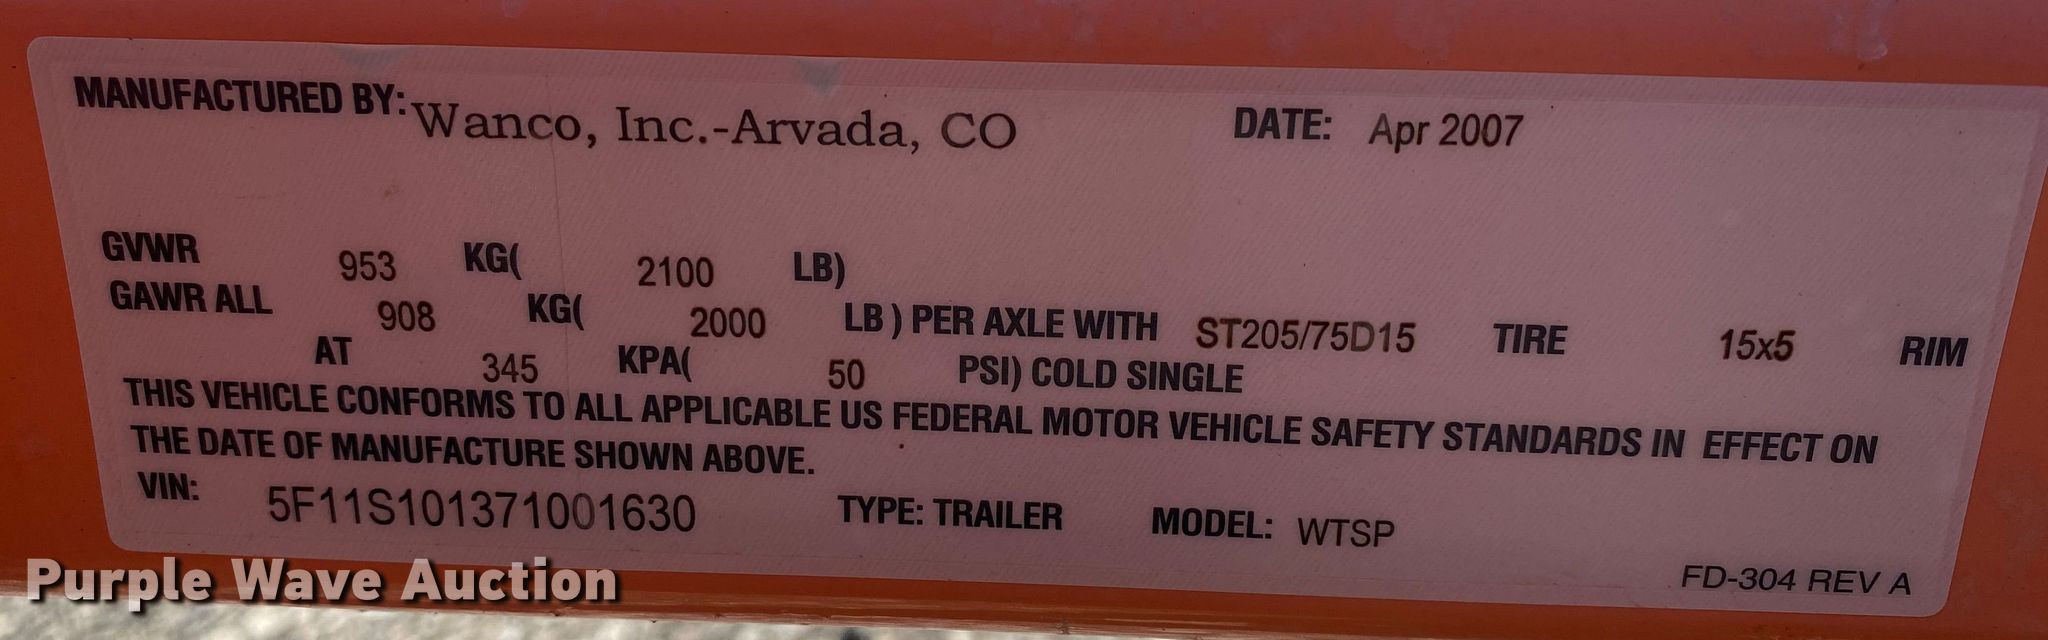 MANUFACTURED BY: Wanco, Inc.-Arvada, CO DATE: Apr 2007
GVWR 953 KG( 2100 LB)
GAWR ALL 908 KG( 2000 LB ) PER AXLE WITH ST205/75D15 TIRE 15x5 RIM
AT 345 KPA( 50 PSI) COLD SINGLE
THIS VEHICLE CONFORMS TO ALL APPLICABLE US FEDERAL MOTOR VEHICLE SAFETY STANDARDS IN EFFECT ON
THE DATE OF MANUFACTURE SHOWN ABOVE.
VIN: 5F11S101371001630 TYPE: TRAILER MODEL: WTSP
FD-304 REV A
Purple Wave Auction